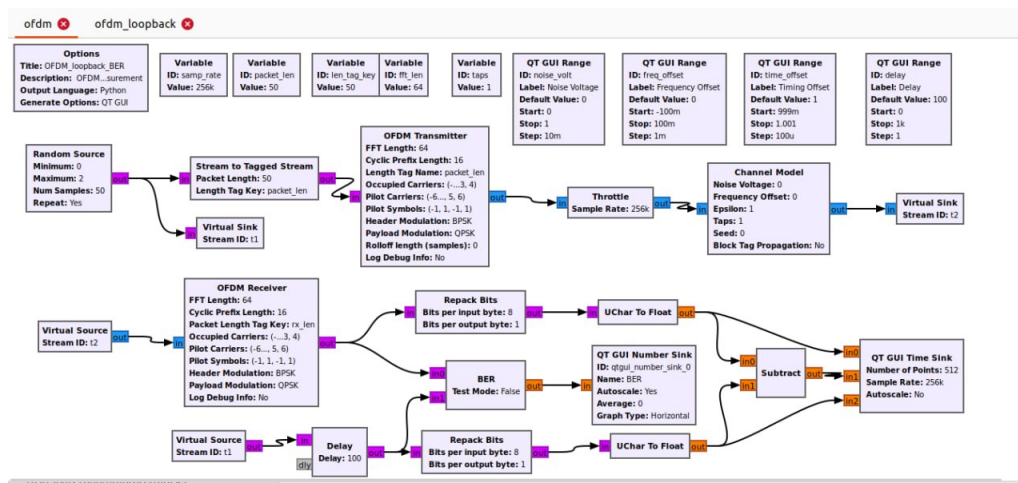 ofdm
ofdm_loopback
Options
Title: OFDM_loopback_BER
Description: OFDM...surement
Output Language: Python
Generate Options: QT GUI
Variable
ID: samp_rate
Value: 256k
Variable
ID: packet_len
Value: 50
Variable
ID: len_tag_key
Value: 50
Variable
ID: fft_len
Value: 64
Variable
ID: taps
Value: 1
QT GUI Range
ID: noise_volt
Label: Noise Voltage
Default Value: 0
Start: 0
Stop: 1
Step: 10m
QT GUI Range
ID: freq_offset
Label: Frequency Offset
Default Value: 0
Start: -100m
Stop: 100m
Step: 1m
QT GUI Range
ID: time_offset
Label: Timing Offset
Default Value: 1
Start: 999m
Stop: 1.001
Step: 100u
QT GUI Range
ID: delay
Label: Delay
Default Value: 100
Start: 0
Stop: 1k
Step: 1
Random Source
Minimum: 0
Maximum: 2
Num Samples: 50
Repeat: Yes
out
in
Stream to Tagged Stream
Packet Length: 50
Length Tag Key: packet_len
out
in
Virtual Sink
Stream ID: t1
in
OFDM Transmitter
FFT Length: 64
Cyclic Prefix Length: 16
Length Tag Name: packet_len
Occupied Carriers: (-...3, 4)
Pilot Carriers: (-6..., 5, 6)
Pilot Symbols: (-1, 1, -1, 1)
Header Modulation: BPSK
Payload Modulation: QPSK
Rolloff length (samples): 0
Log Debug Info: No
out
in
Throttle
Sample Rate: 256k
out
in
Channel Model
Noise Voltage: 0
Frequency Offset: 0
Epsilon: 1
Taps: 1
Seed: 0
Block Tag Propagation: No
out
in
Virtual Sink
Stream ID: t2
Virtual Source
Stream ID: t2
out
in
OFDM Receiver
FFT Length: 64
Cyclic Prefix Length: 16
Packet Length Tag Key: rx_len
Occupied Carriers: (-...3, 4)
Pilot Carriers: (-6..., 5, 6)
Pilot Symbols: (-1, 1, -1, 1)
Header Modulation: BPSK
Payload Modulation: QPSK
Log Debug Info: No
out
in
Repack Bits
Bits per input byte: 8
Bits per output byte: 1
out
in
UChar To Float
out
in0
in1
BER
Test Mode: False
out
in
QT GUI Number Sink
ID: qtgui_number_sink_0
Name: BER
Autoscale: Yes
Average: 0
Graph Type: Horizontal
in0
in1
Subtract
out
in0
in1
in2
QT GUI Time Sink
Number of Points: 512
Sample Rate: 256k
Autoscale: No
Virtual Source
Stream ID: t1
out
in
dly
Delay
Delay: 100
out
in
Repack Bits
Bits per input byte: 8
Bits per output byte: 1
out
in
UChar To Float
out